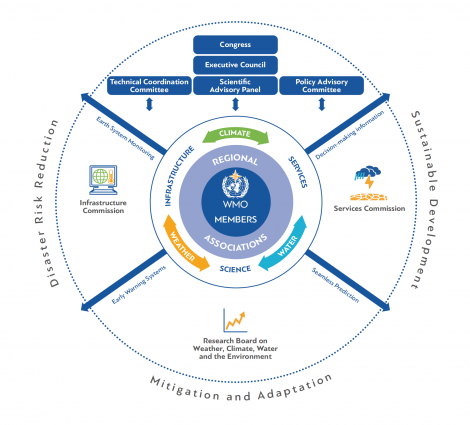 Congress
Executive Council
Technical Coordination
Committee
Scientific
Advisory Panel
Policy Advisory
Committee
Earth System Monitoring
Decision-making information
Disaster Risk Reduction
Sustainable Development
CLIMATE
INFRASTRUCTURE
SERVICES
REGIONAL
WMO
MEMBERS
ASSOCIATIONS
WEATHER
WATER
SCIENCE
Infrastructure
Commission
Services Commission
Early Warning Systems
Seamless Prediction
Research Board on
Weather, Climate, Water
and the Environment
Mitigation and Adaptation